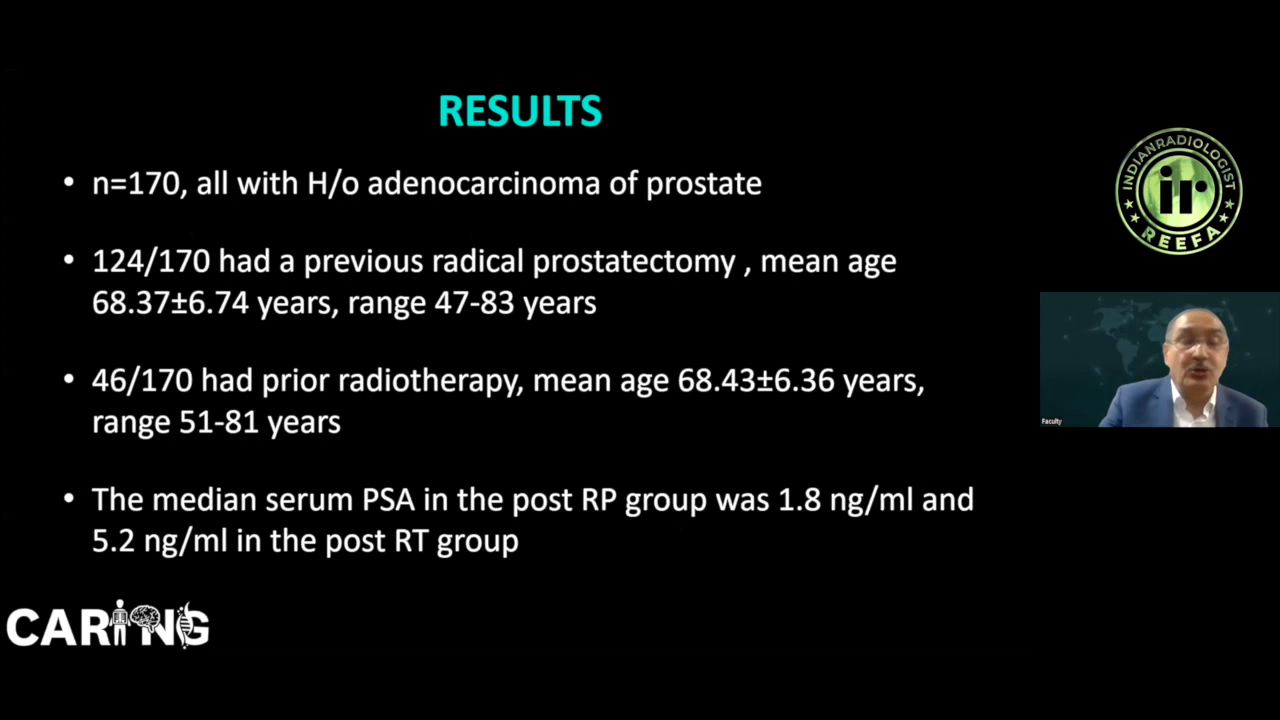 RESULTS
• n=170, all with H/o adenocarcinoma of prostate
• 124/170 had a previous radical prostatectomy , mean age
68.37±6.74 years, range 47-83 years
• 46/170 had prior radiotherapy, mean age 68.43±6.36 years,
range 51-81 years
• The median serum PSA in the post RP group was 1.8 ng/ml and
5.2 ng/ml in the post RT group
INDIANRADIOLOGIST
ir
REEFA
Faculty
CARING